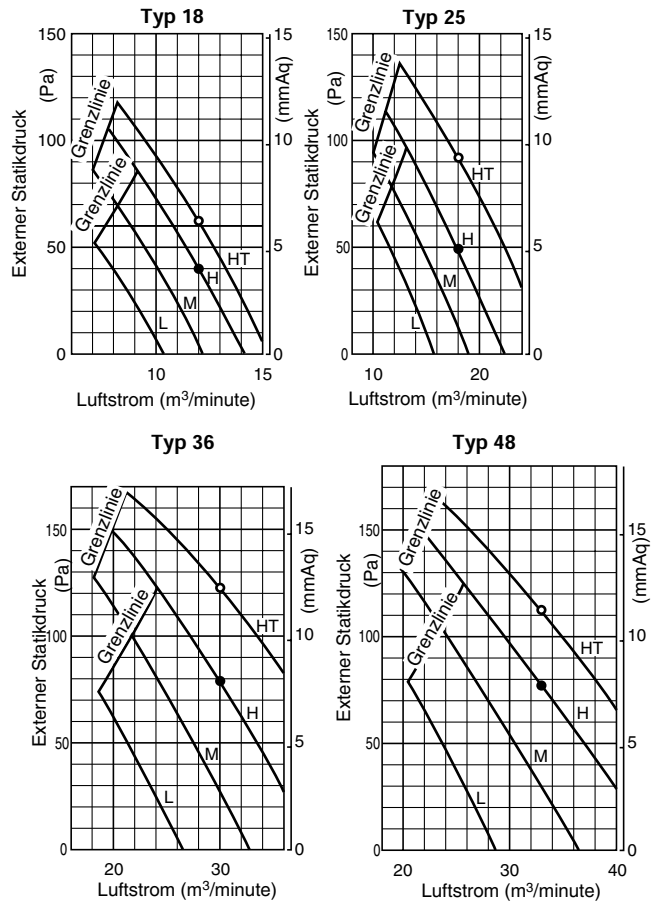 Typ 18
150
100
50
0
Externer Statikdruck
(Pa)
15
10
5
0
(mmAq)
Grenzlinie
Grenzlinie
HT
H
M
L
10
15
Luftstrom (m³/minute)
Typ 25
150
100
50
0
Externer Statikdruck
(Pa)
15
10
5
0
(mmAq)
Grenzlinie
Grenzlinie
HT
H
M
L
10
20
Luftstrom (m³/minute)
Typ 36
150
100
50
0
Externer Statikdruck
(Pa)
15
10
5
0
(mmAq)
Grenzlinie
Grenzlinie
HT
H
M
L
20
30
Luftstrom (m³/minute)
Typ 48
150
100
50
0
Externer Statikdruck
(Pa)
15
10
5
0
(mmAq)
Grenzlinie
Grenzlinie
HT
H
M
L
20
30
40
Luftstrom (m³/minute)